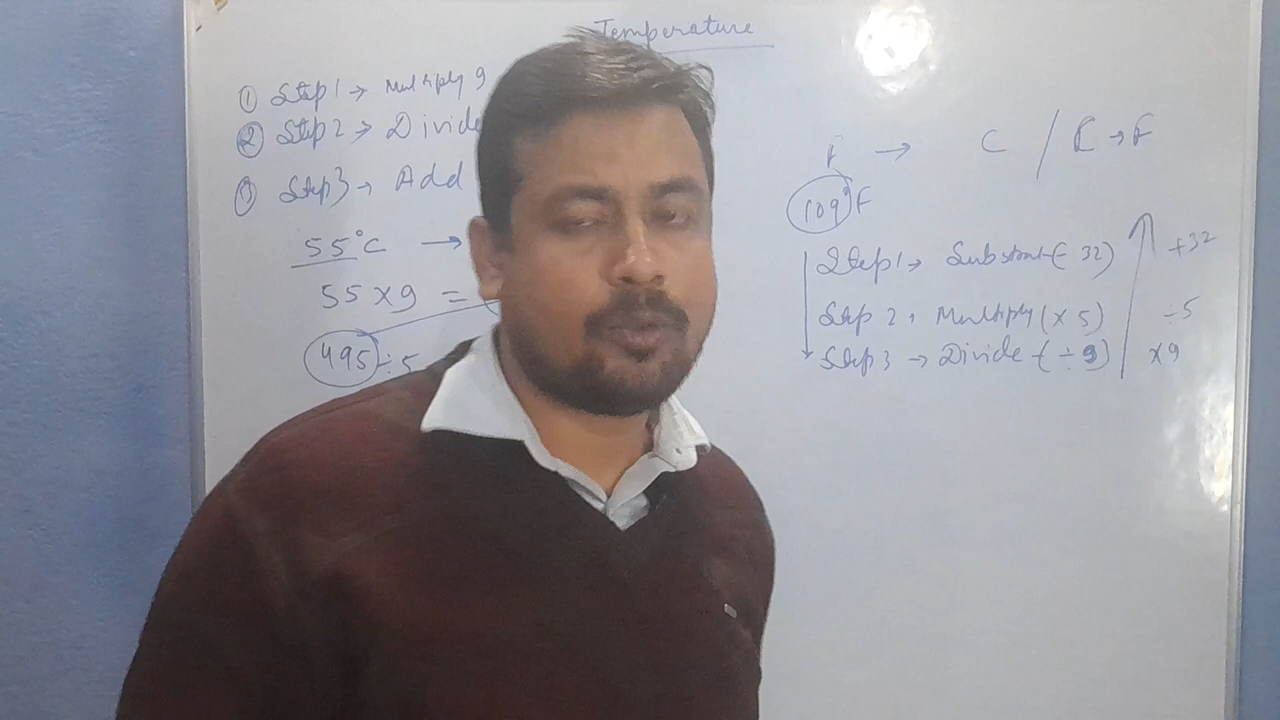 Temperature
① Step 1 → Multiply 9
② Step 2 → Divide
③ Step 3 → Add
55°C →
55 × 9 =
495 ÷ 5
F → C / C → F
109°F
Step 1 → Substract (- 32)
+32
Step 2 → Multiply (× 5)
÷5
Step 3 → Divide (÷ 9)
×9